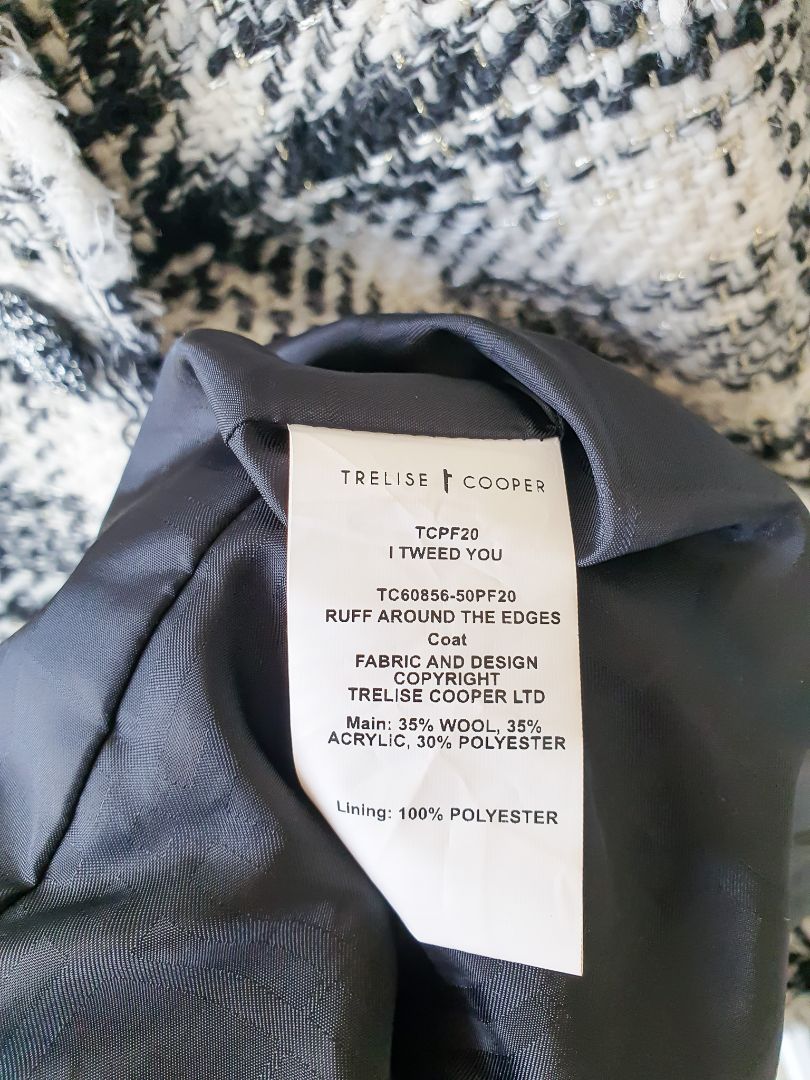 TRELISE COOPER
TCPF20
I TWEED YOU
TC60856-50PF20
RUFF AROUND THE EDGES
Coat
FABRIC AND DESIGN
COPYRIGHT
TRELISE COOPER LTD
Main: 35% WOOL, 35%
ACRYLIC, 30% POLYESTER
Lining: 100% POLYESTER